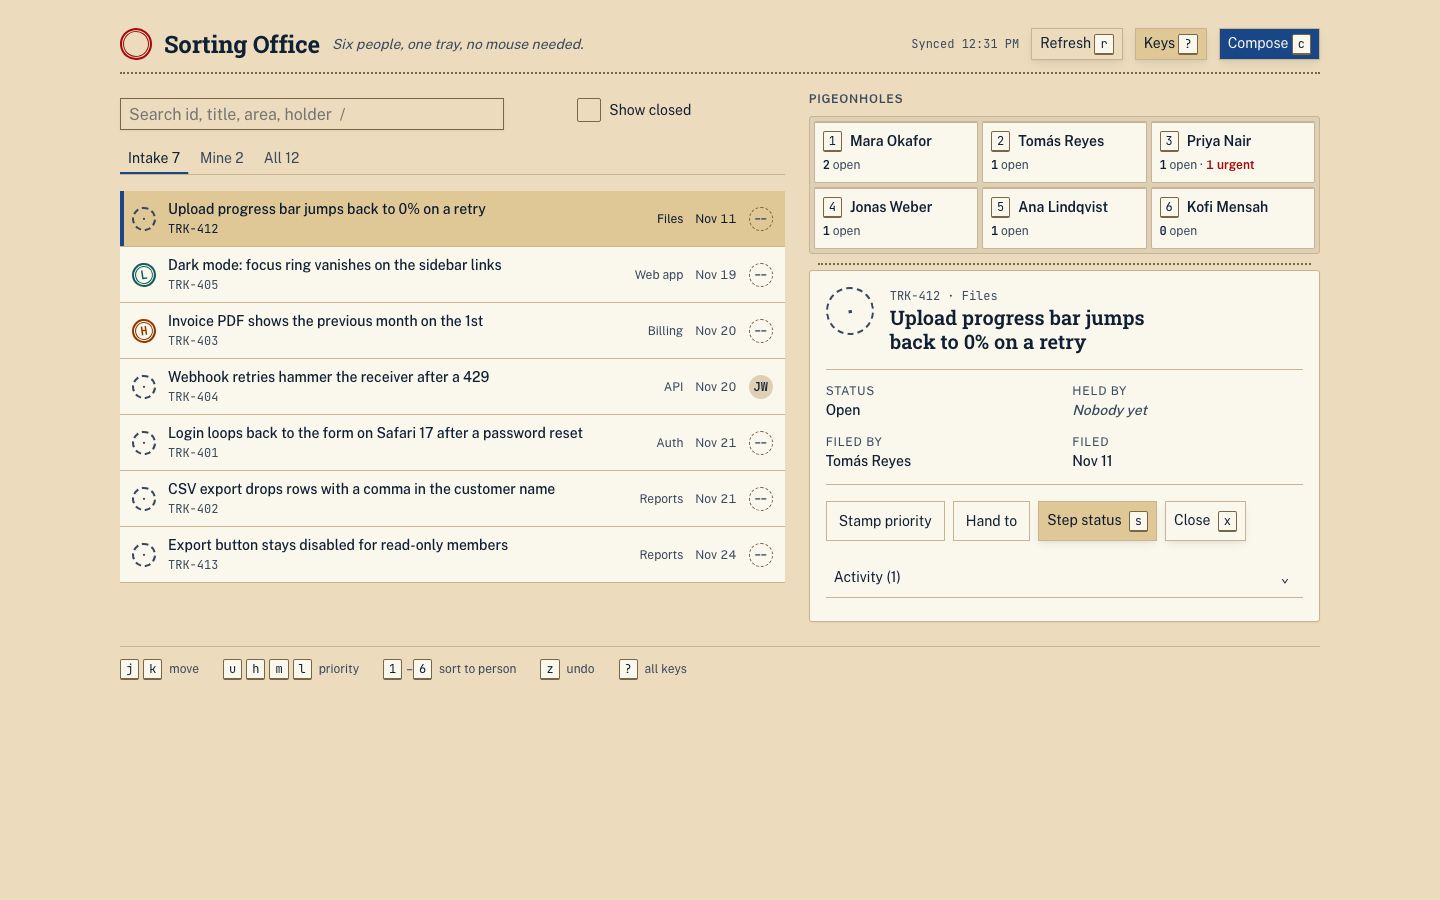 Sorting Office Six people, one tray, no mouse needed. Synced 12:31 PM Refresh r Keys ? Compose c
Search id, title, area, holder /
Show closed
Intake 7 Mine 2 All 12
Upload progress bar jumps back to 0% on a retry
TRK-412
Files Nov 11 --
L
Dark mode: focus ring vanishes on the sidebar links
TRK-405
Web app Nov 19 --
H
Invoice PDF shows the previous month on the 1st
TRK-403
Billing Nov 20 --
Webhook retries hammer the receiver after a 429
TRK-404
API Nov 20 JW
Login loops back to the form on Safari 17 after a password reset
TRK-401
Auth Nov 21 --
CSV export drops rows with a comma in the customer name
TRK-402
Reports Nov 21 --
Export button stays disabled for read-only members
TRK-413
Reports Nov 24 --
PIGEONHOLES
1 Mara Okafor
2 open
2 Tomás Reyes
1 open
3 Priya Nair
1 open · 1 urgent
4 Jonas Weber
1 open
5 Ana Lindqvist
1 open
6 Kofi Mensah
0 open
TRK-412 · Files
Upload progress bar jumps
back to 0% on a retry
STATUS
Open
HELD BY
Nobody yet
FILED BY
Tomás Reyes
FILED
Nov 11
Stamp priority Hand to Step status s Close x
Activity (1)
j k move u h m l priority 1 – 6 sort to person z undo ? all keys